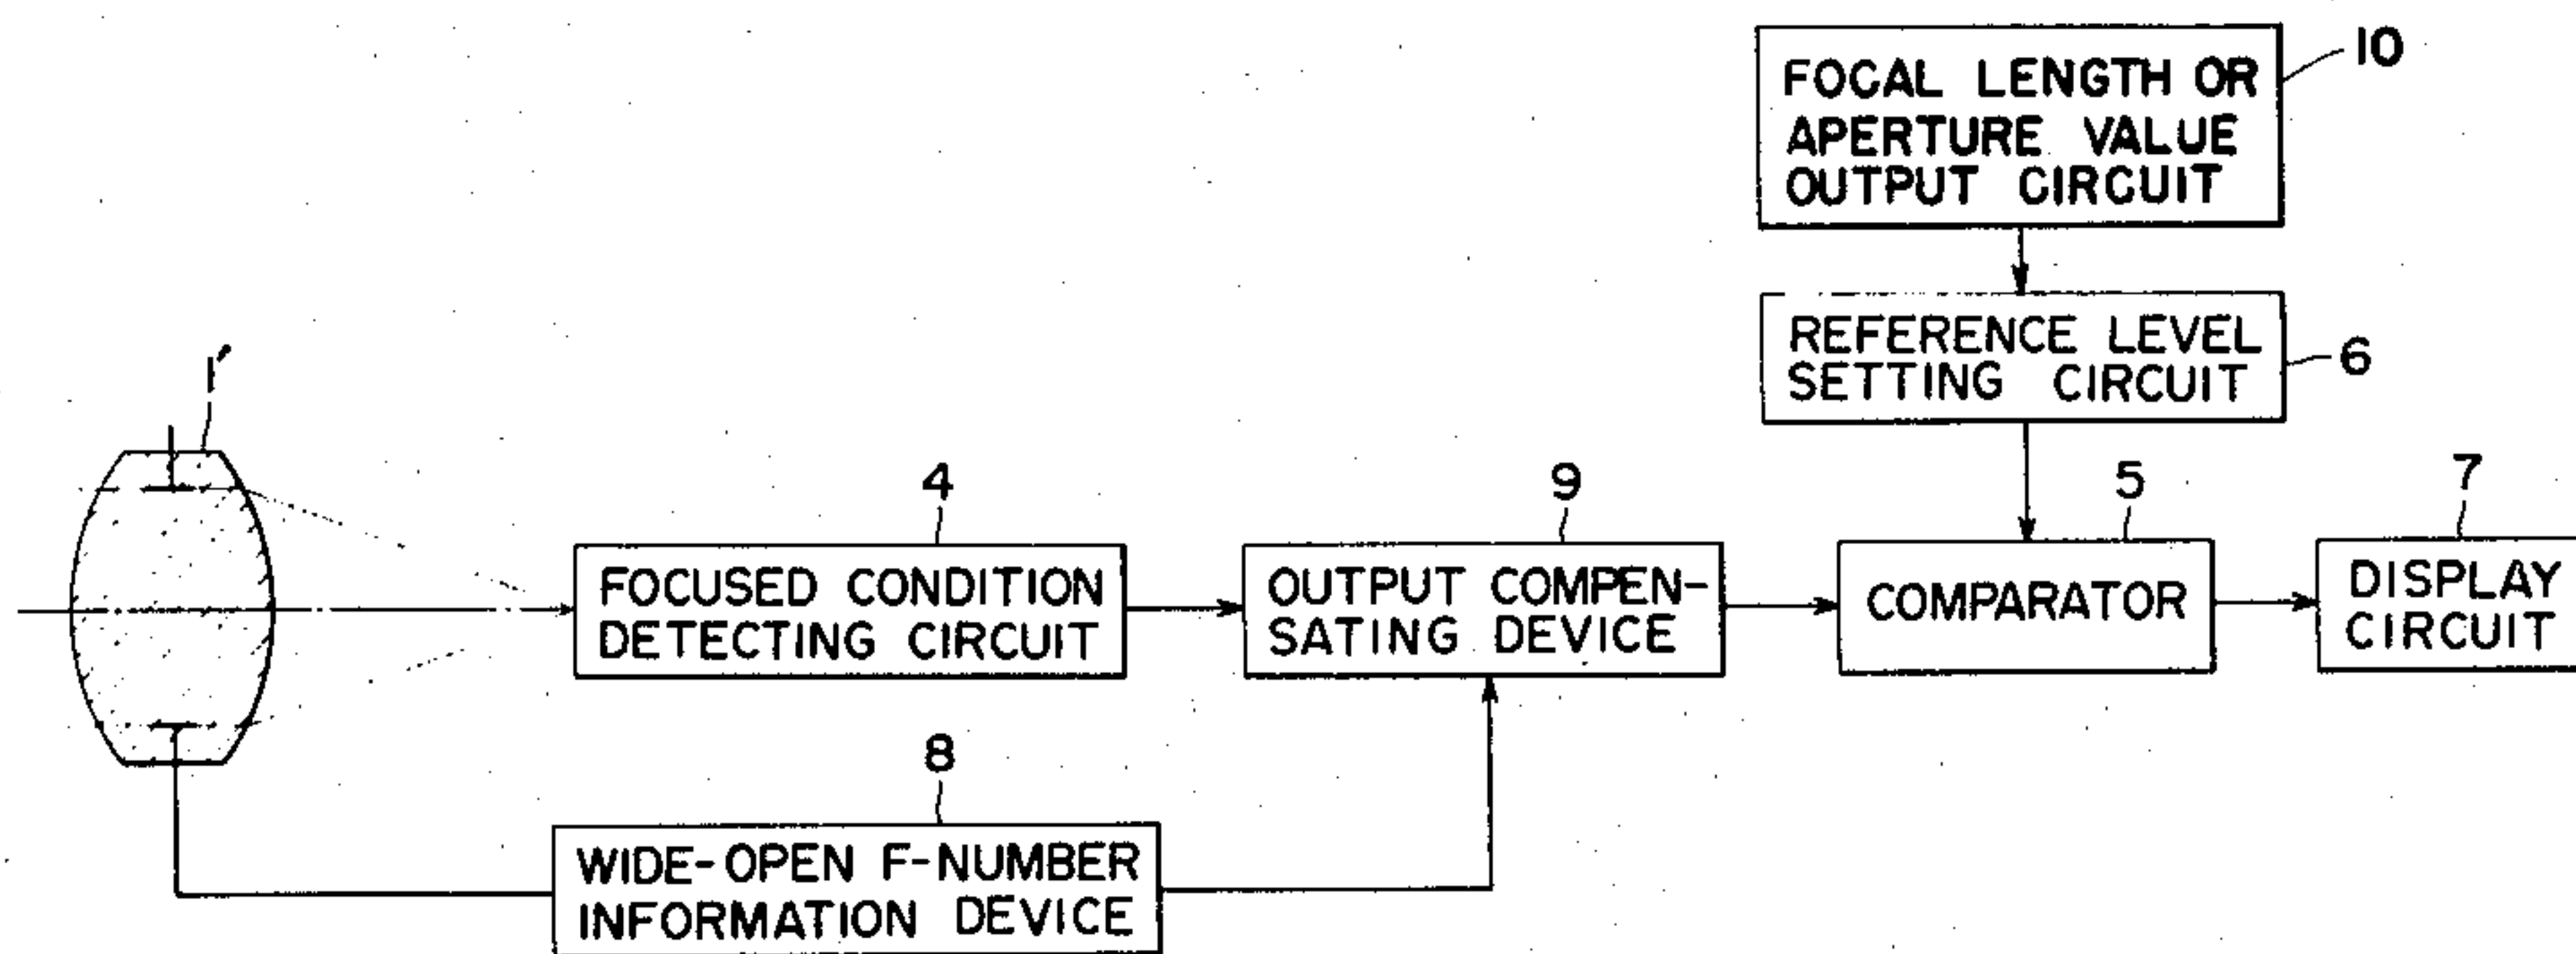 10
FOCAL LENGTH OR
APERTURE VALUE
OUTPUT CIRCUIT
REFERENCE LEVEL
SETTING CIRCUIT
6
1'
4
9
5
7
FOCUSED CONDITION
DETECTING CIRCUIT
OUTPUT COMPEN-
SATING DEVICE
COMPARATOR
DISPLAY
CIRCUIT
8
WIDE-OPEN F-NUMBER
INFORMATION DEVICE